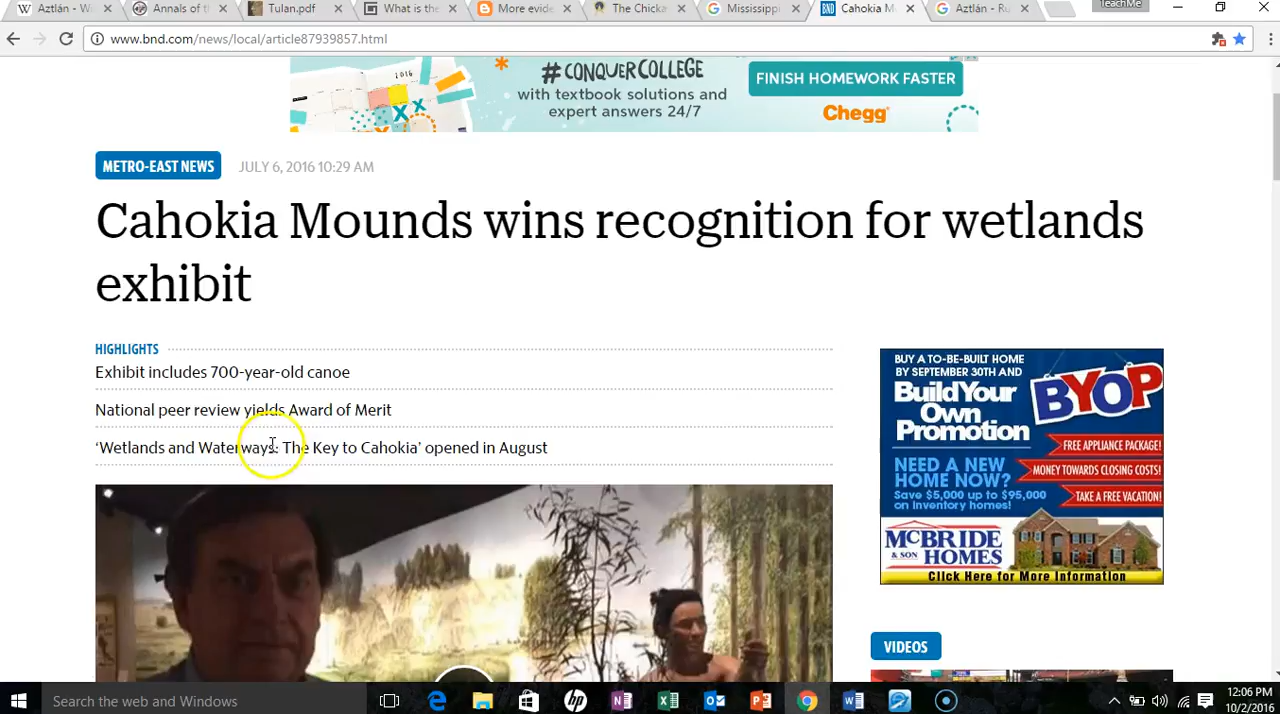 Aztlán - Wi
Annals of th
Tulan.pdf
What is the
More evide
The Chicka
Mississippi
Cahokia M
Aztlán - Ru
TeachMe
www.bnd.com/news/local/article87939857.html
2016
#CONQUERCOLLEGE
with textbook solutions and
expert answers 24/7
FINISH HOMEWORK FASTER
Chegg
METRO-EAST NEWS
JULY 6, 2016 10:29 AM
Cahokia Mounds wins recognition for wetlands
exhibit
HIGHLIGHTS
Exhibit includes 700-year-old canoe
National peer review yields Award of Merit
‘Wetlands and Waterways: The Key to Cahokia’ opened in August
BUY A TO-BE-BUILT HOME
BY SEPTEMBER 30TH AND
Build Your
Own
Promotion
BYOP
FREE APPLIANCE PACKAGE!
MONEY TOWARDS CLOSING COSTS!
TAKE A FREE VACATION!
NEED A NEW
HOME NOW?
Save $5,000 up to $95,000
on inventory homes!
MCBRIDE
& SON
HOMES
Click Here for More Information
VIDEOS
Search the web and Windows
12:06 PM
10/2/2016